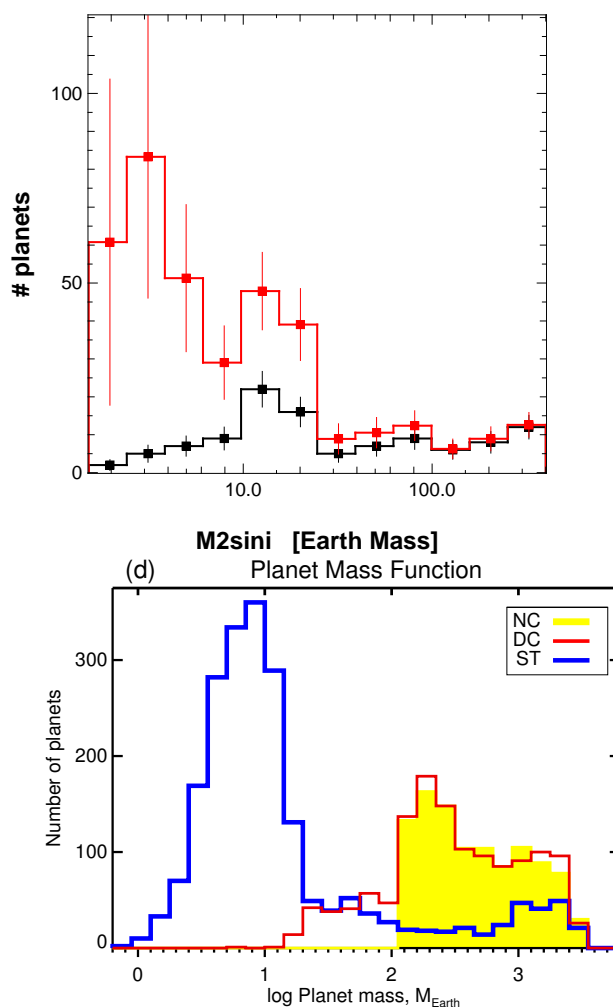 100
50
0
# planets
10.0 100.0
M2sini [Earth Mass]
(d) Planet Mass Function
NC
DC
ST
300
200
100
0
Number of planets
0 1 2 3
log Planet mass, M_Earth